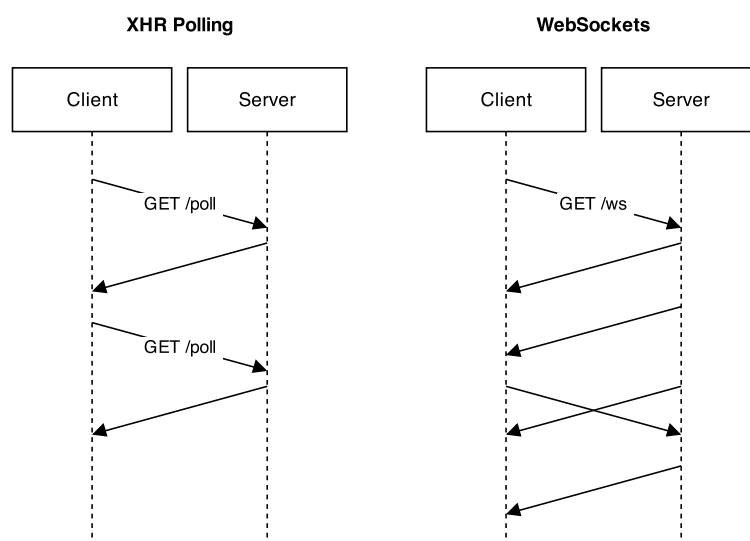 XHR Polling
Client
Server
GET /poll
GET /poll
WebSockets
Client
Server
GET /ws